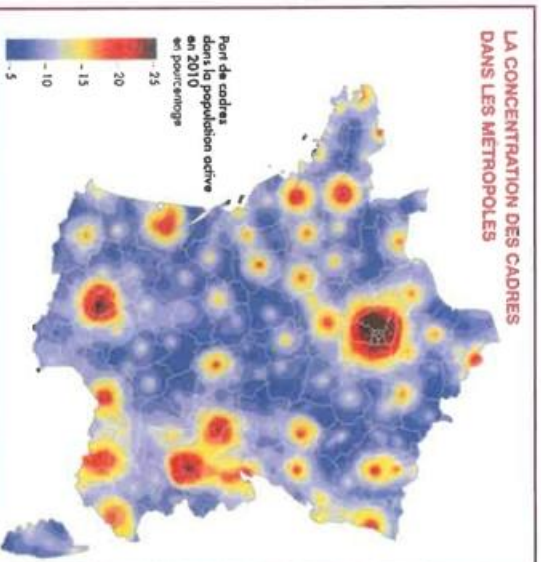 LA CONCENTRATION DES CADRES
DANS LES MÉTROPOLES
Part de cadres
dans la population active
en 2010
en pourcentage
25
20
15
10
5